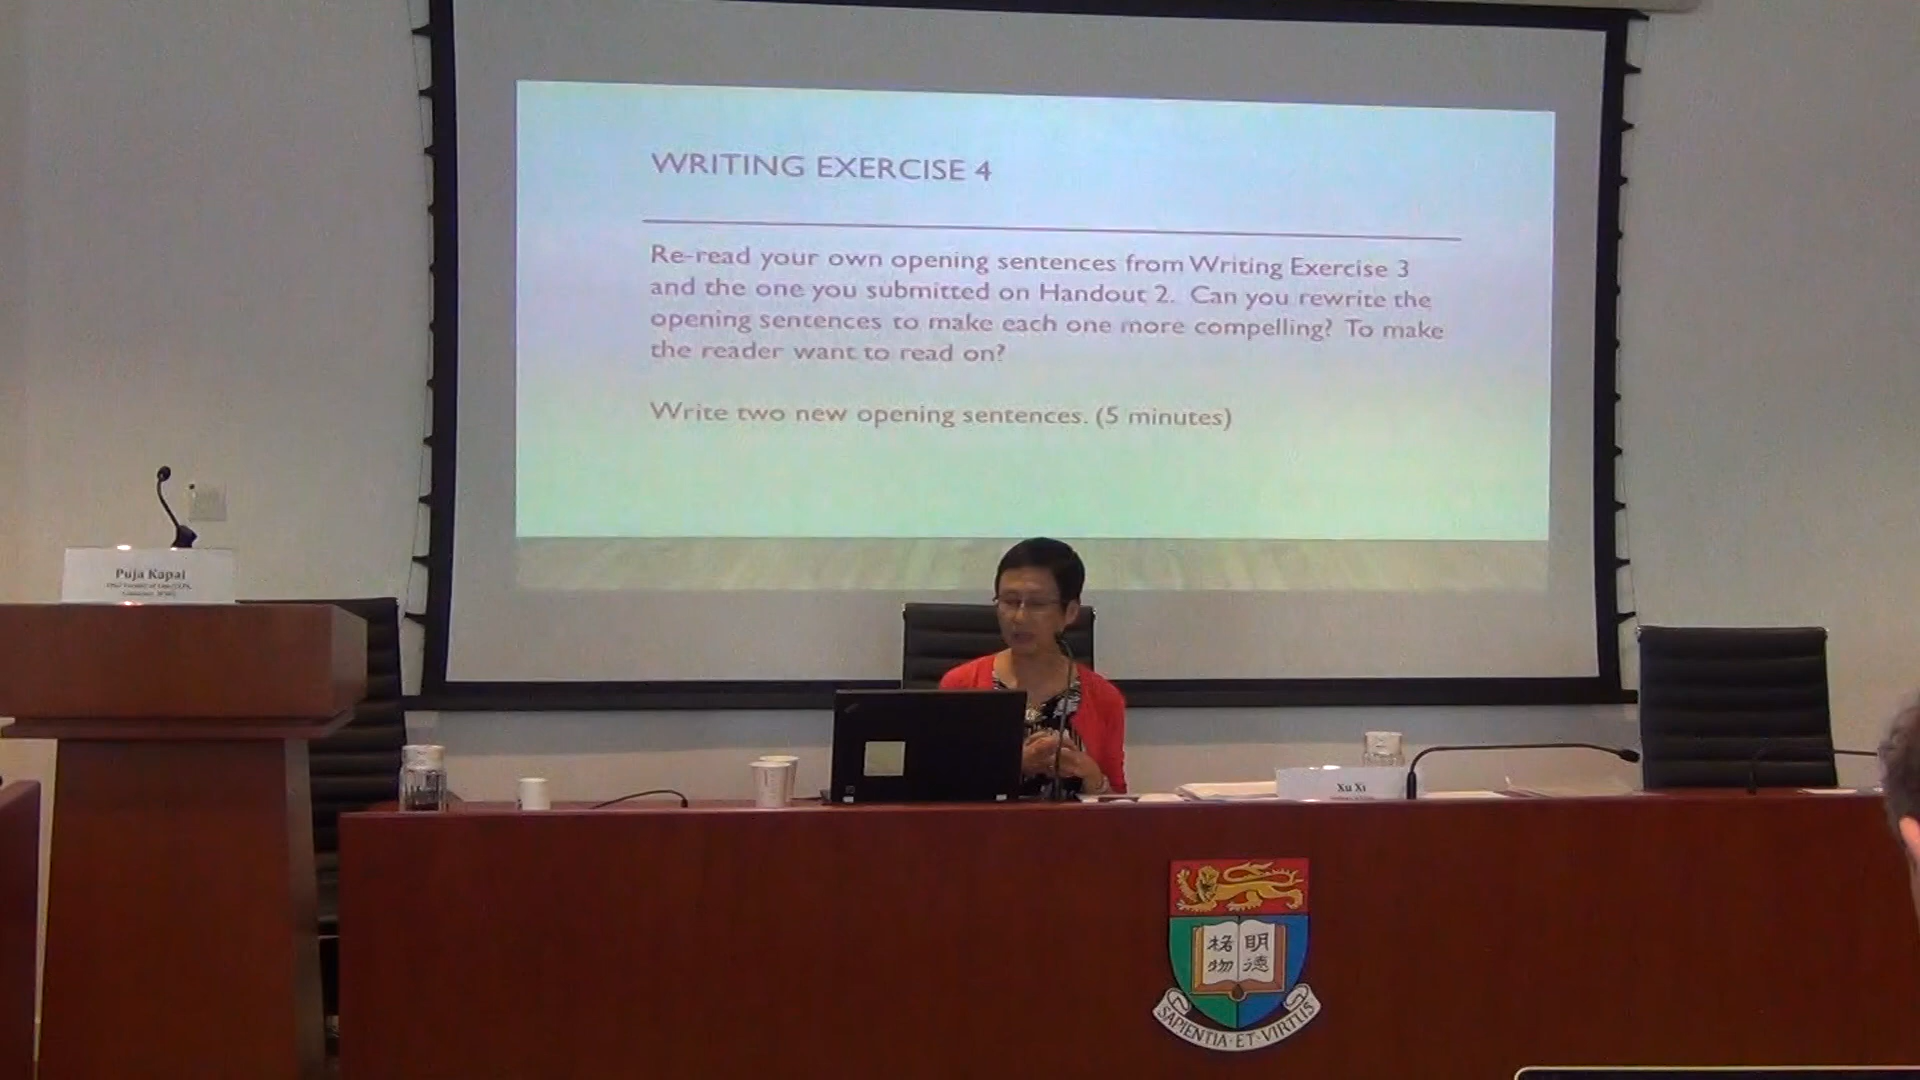 WRITING EXERCISE 4
Re-read your own opening sentences from Writing Exercise 3
and the one you submitted on Handout 2. Can you rewrite the
opening sentences to make each one more compelling? To make
the reader want to read on?
Write two new opening sentences. (5 minutes)
Puja Kapai
Xu Xi
格 明
物 德
SAPIENTIA·ET·VIRTUS